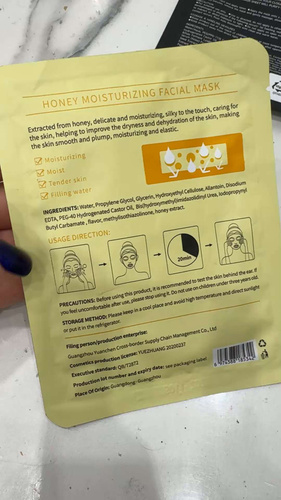 HONEY MOISTURIZING FACIAL MASK
Extracted from honey, delicate and moisturizing, silky to the touch, caring for
the skin, helping to improve the dryness and dehydration of the skin, making
the skin smooth and plump, moisturizing and elastic.
Moisturizing
Moist
Tender skin
Filling water
INGREDIENTS: Water, Propylene Glycol, Glycerin, Hydroxyethyl Cellulose, Allantoin, Disodium
EDTA, PEG-40 Hydrogenated Castor OIL, Bis(hydroxymethyl)imidazolidinyl Urea, Iodopropynyl
Butyl Carbamate, flavor, methylisothiazolinone, honey extract.
USAGE DIRECTION:
20min
PRECAUTIONS: Before using this product, it is recommended to test the skin behind the ear. If
you feel uncomfortable after use, please stop using it. Do not use on children under three years old.
STORAGE METHOD: Please keep in a cool place and avoid high temperature and direct sunlight
or put it in the refrigerator.
Filing person/production enterprise:
Guangzhou Yuanchen Cross-border Supply Chain Management Co., Ltd
Cosmetics production license: YUEZHUANG 20200231
Executive standard: QB/T2872
Production lot number and expiry date: see packaging label
Place Of Origin: Guangdong, Guangzhou